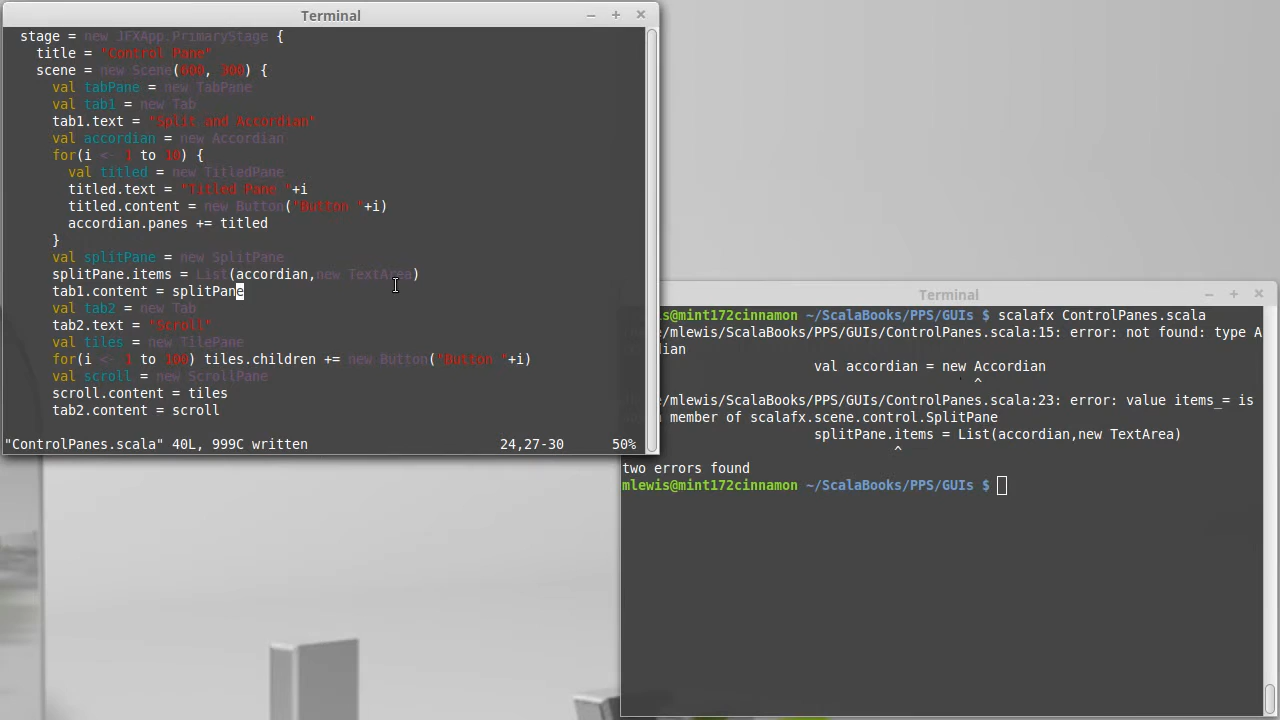 Terminal
stage = new JFXApp.PrimaryStage {
title = "Control Pane"
scene = new Scene(600, 300) {
val tabPane = new TabPane
val tab1 = new Tab
tab1.text = "Split and Accordian"
val accordian = new Accordian
for(i <- 1 to 10) {
val titled = new TitledPane
titled.text = "Titled Pane "+i
titled.content = new Button("Button "+i)
accordian.panes += titled
}
val splitPane = new SplitPane
splitPane.items = List(accordian,new TextArea)
tab1.content = splitPane
val tab2 = new Tab
tab2.text = "Scroll"
val tiles = new TilePane
for(i <- 1 to 100) tiles.children += new Button("Button "+i)
val scroll = new ScrollPane
scroll.content = tiles
tab2.content = scroll
"ControlPanes.scala" 40L, 999C written 24,27-30 50%
Terminal
is@mint172cinnamon ~/ScalaBooks/PPS/GUIs $ scalafx ControlPanes.scala
e/mlewis/ScalaBooks/PPS/GUIs/ControlPanes.scala:15: error: not found: type A
dian
val accordian = new Accordian
^
e/mlewis/ScalaBooks/PPS/GUIs/ControlPanes.scala:23: error: value items_= is
member of scalafx.scene.control.SplitPane
splitPane.items = List(accordian,new TextArea)
^
two errors found
mlewis@mint172cinnamon ~/ScalaBooks/PPS/GUIs $